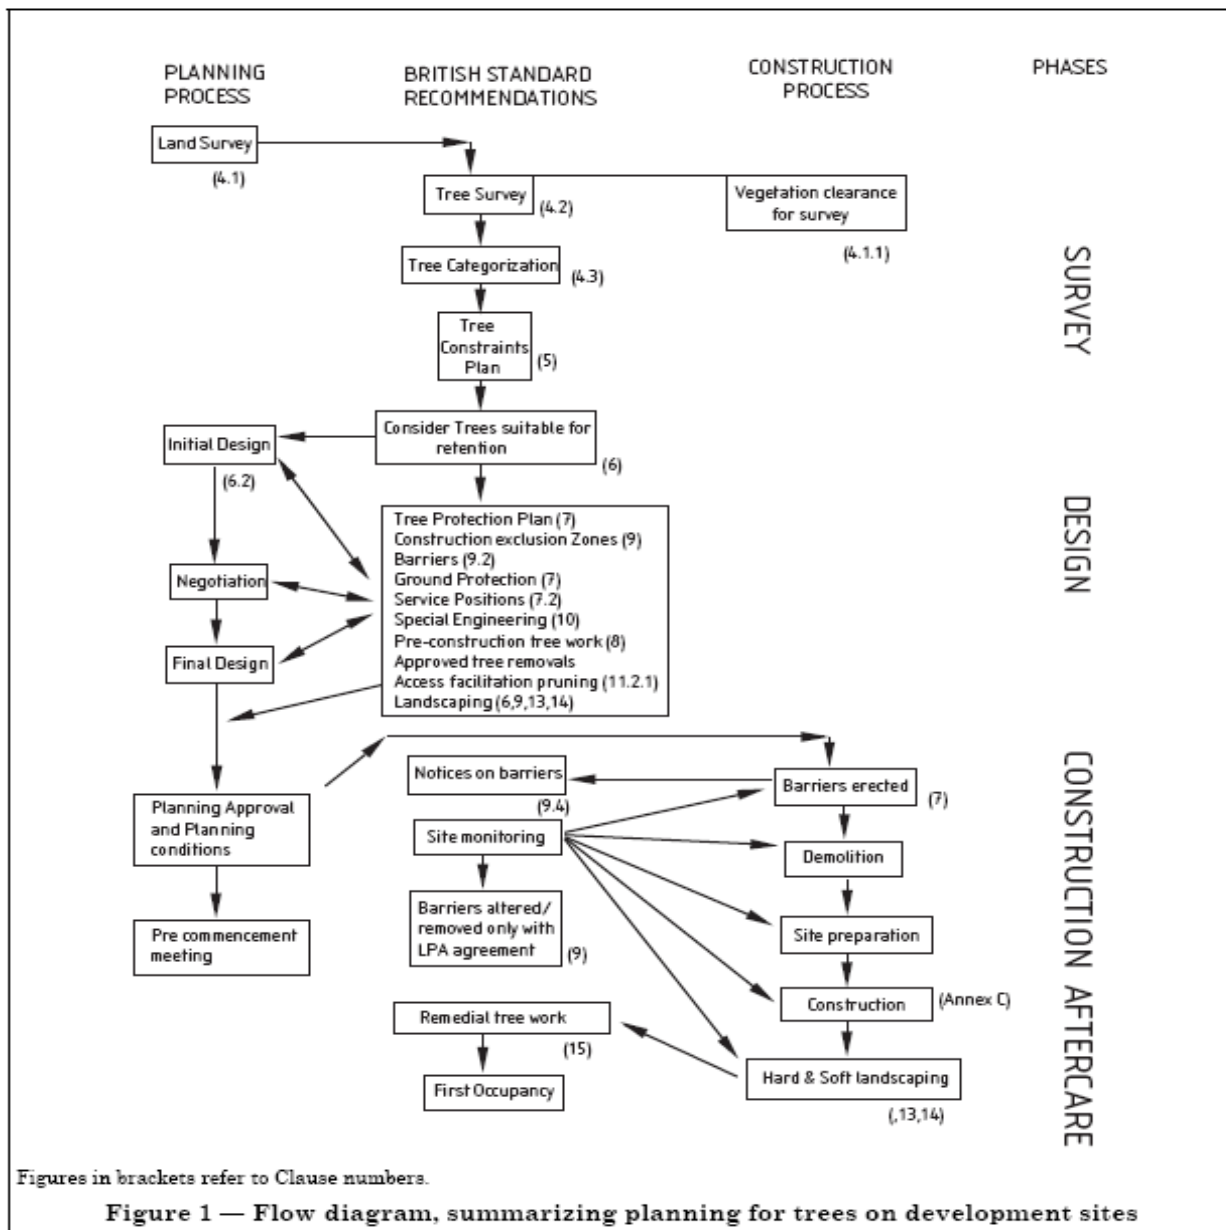 PLANNING
PROCESS
BRITISH STANDARD
RECOMMENDATIONS
CONSTRUCTION
PROCESS
PHASES
Land Survey
(4.1)
Tree Survey
(4.2)
Vegetation clearance
for survey
(4.1.1)
Tree Categorization
(4.3)
Tree
Constraints
Plan
(5)
SURVEY
Consider Trees suitable for
retention
(6)
Initial Design
(6.2)
Tree Protection Plan (7)
Construction exclusion Zones (9)
Barriers (9.2)
Ground Protection (7)
Service Positions (7.2)
Special Engineering (10)
Pre-construction tree work (8)
Approved tree removals
Access facilitation pruning (11.2.1)
Landscaping (6,9,13,14)
Negotiation
Final Design
DESIGN
Planning Approval
and Planning
conditions
Pre commencement
meeting
Notices on barriers
(9.4)
Site monitoring
Barriers altered/
removed only with
LPA agreement
(9)
Remedial tree work
(15)
First Occupancy
Barriers erected
(7)
Demolition
Site preparation
Construction
(Annex C)
Hard & Soft landscaping
(,13,14)
CONSTRUCTION AFTERCARE
Figures in brackets refer to Clause numbers.
Figure 1 — Flow diagram, summarizing planning for trees on development sites